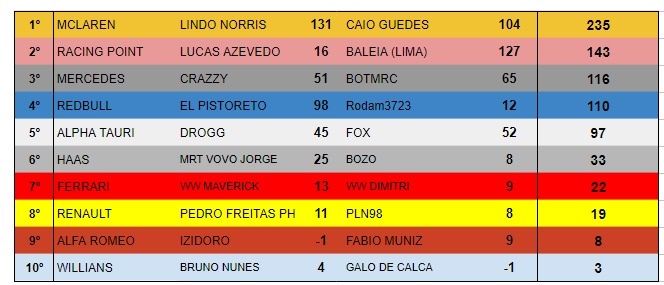 1º MCLAREN LINDO NORRIS 131 CAIO GUEDES 104 235
2º RACING POINT LUCAS AZEVEDO 16 BALEIA (LIMA) 127 143
3º MERCEDES CRAZZY 51 BOTMRC 65 116
4º REDBULL EL PISTORETO 98 Rodam3723 12 110
5º ALPHA TAURI DROGG 45 FOX 52 97
6º HAAS MRT VOVO JORGE 25 BOZO 8 33
7º FERRARI WW MAVERICK 13 WW DIMITRI 9 22
8º RENAULT PEDRO FREITAS PH 11 PLN98 8 19
9º ALFA ROMEO IZIDORO -1 FABIO MUNIZ 9 8
10º WILLIANS BRUNO NUNES 4 GALO DE CALCA -1 3